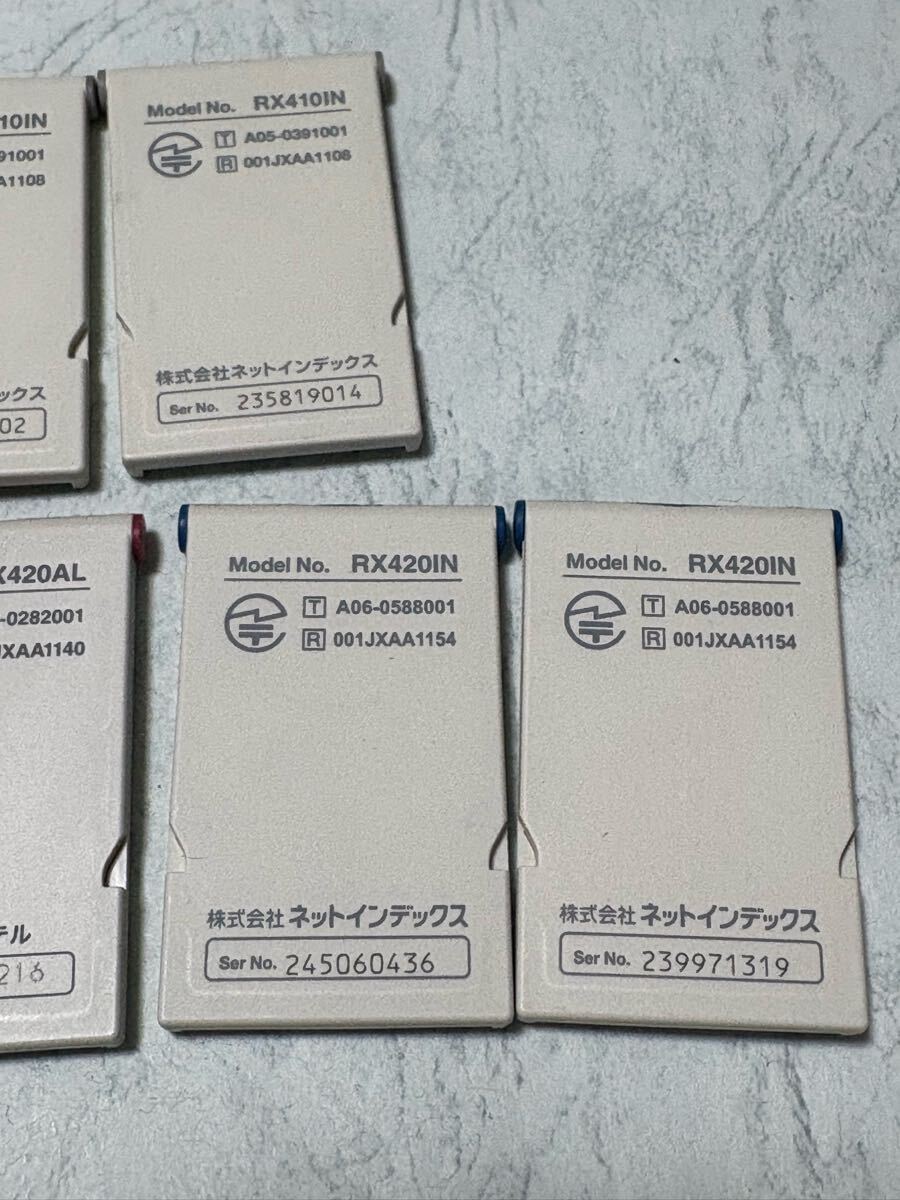 10IN
91001
A1108
ックス
02
Model No. RX410IN
T A05-0391001
R 001JXAA1108
株式会社ネットインデックス
Ser No. 235819014
X420AL
-0282001
JXAA1140
テル
216
Model No. RX420IN
T A06-0588001
R 001JXAA1154
株式会社 ネットインデックス
Ser No. 245060436
Model No. RX420IN
T A06-0588001
R 001JXAA1154
株式会社 ネットインデックス
Ser No. 239971319